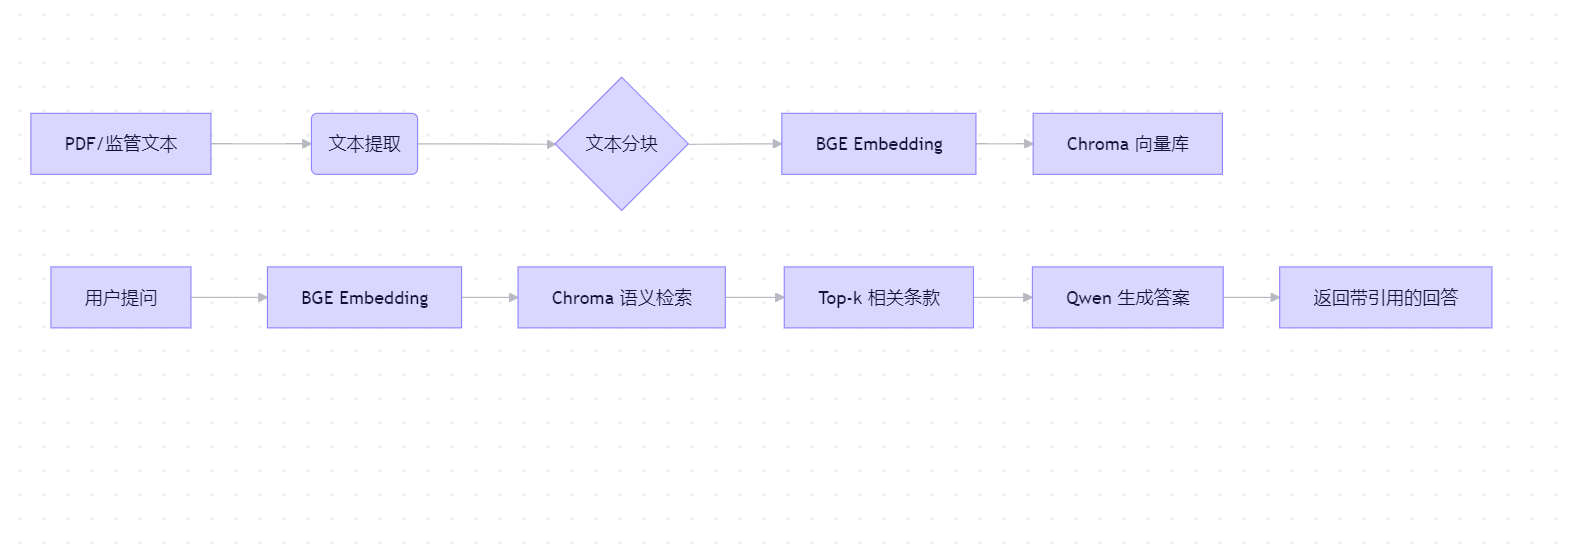 PDF/监管文本
文本提取
文本分块
BGE Embedding
Chroma 向量库
用户提问
BGE Embedding
Chroma 语义检索
Top-k 相关条款
Qwen 生成答案
返回带引用的回答